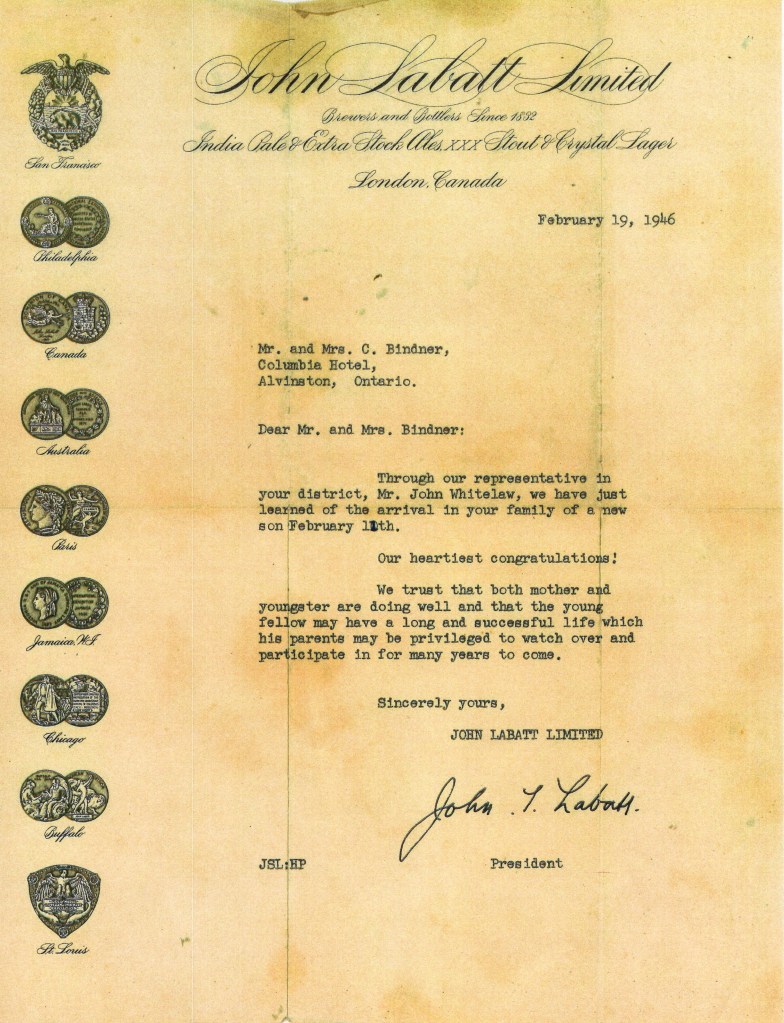 John Labatt Limited
Brewers and Bottlers Since 1832
India Pale & Extra Stock Ales, XXX Stout & Crystal Lager
London, Canada
February 19, 1946
San Francisco
Philadelphia
Canada
Australia
Paris
Jamaica, W.I.
Chicago
Buffalo
St. Louis
Mr. and Mrs. C. Bindner,
Columbia Hotel,
Alvinston, Ontario.
Dear Mr. and Mrs. Bindner:
Through our representative in
your district, Mr. John Whitelaw, we have just
learned of the arrival in your family of a new
son February 11th.
Our heartiest congratulations!
We trust that both mother and
youngster are doing well and that the young
fellow may have a long and successful life which
his parents may be privileged to watch over and
participate in for many years to come.
Sincerely yours,
JOHN LABATT LIMITED
John S. Labatt.
JSL:HP President